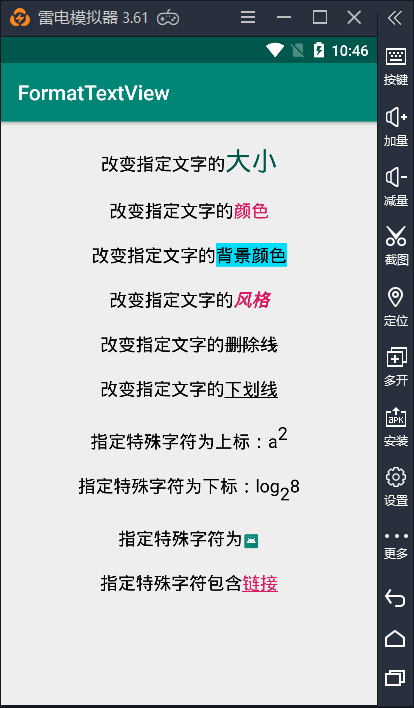 雷电模拟器 3.61
10:46
FormatTextView
改变指定文字的大小
改变指定文字的颜色
改变指定文字的背景颜色
改变指定文字的风格
改变指定文字的删除线
改变指定文字的下划线
指定特殊字符为上标：a²
指定特殊字符为下标：log₂8
指定特殊字符为
指定特殊字符包含链接
按键
加量
减量
截图
定位
多开
APK
安装
设置
更多